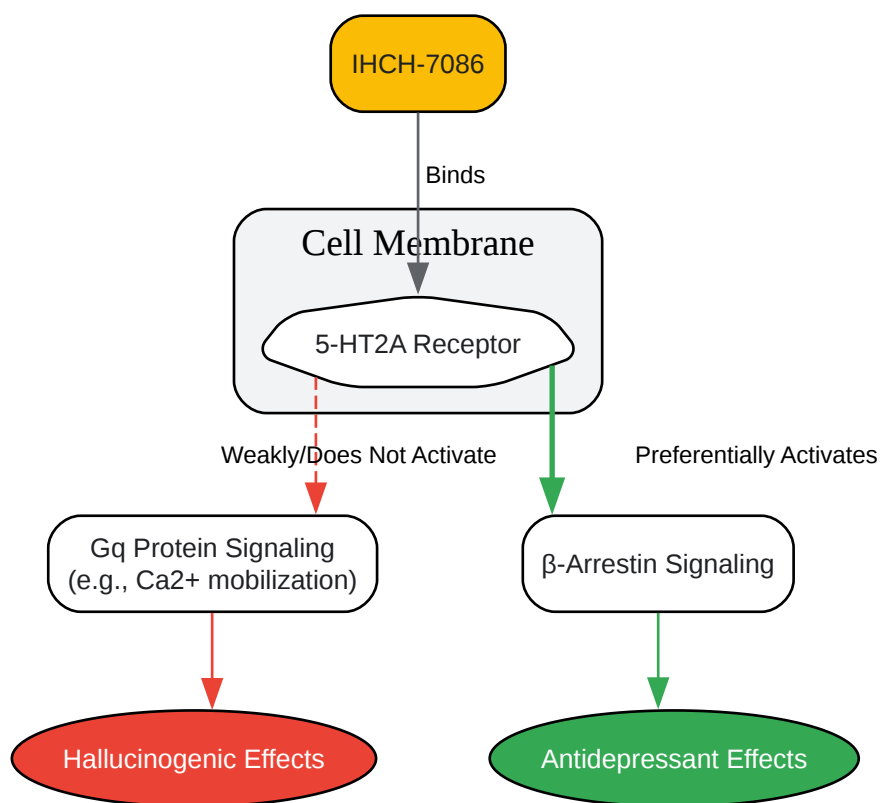 IHCH-7086
Binds
Cell Membrane
5-HT2A Receptor
Weakly/Does Not Activate
Preferentially Activates
Gq Protein Signaling
(e.g., Ca2+ mobilization)
β-Arrestin Signaling
Hallucinogenic Effects
Antidepressant Effects